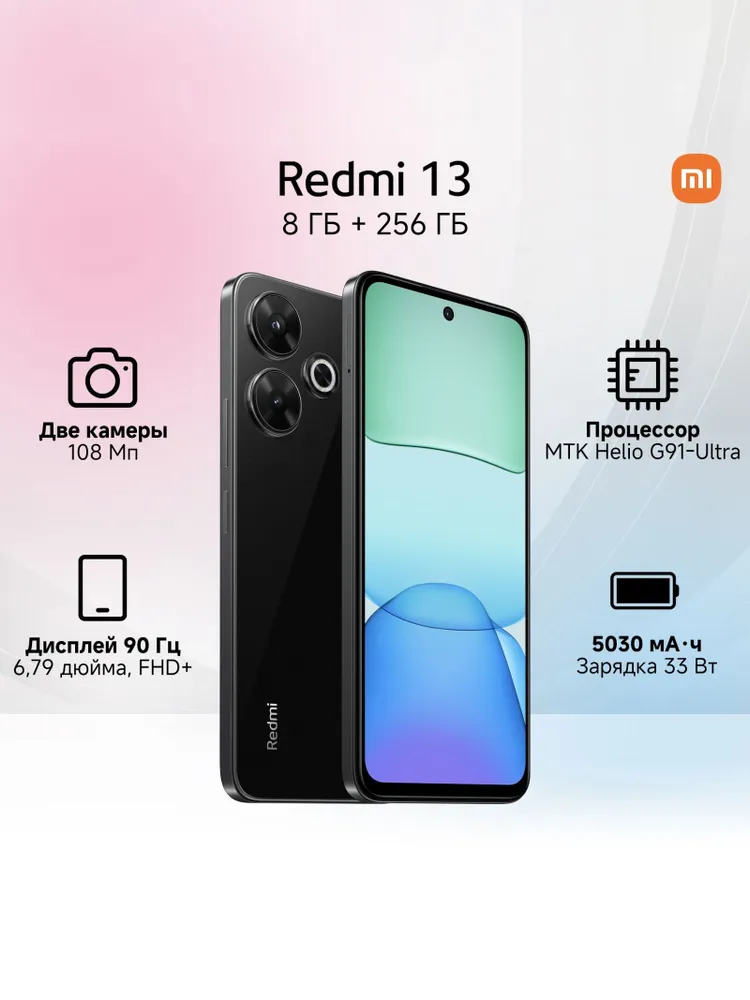 Redmi 13
8 ГБ + 256 ГБ
mi
Две камеры
108 Мп
Процессор
MTK Helio G91-Ultra
Дисплей 90 Гц
6,79 дюйма, FHD+
5030 мА·ч
Зарядка 33 Вт
Redmi